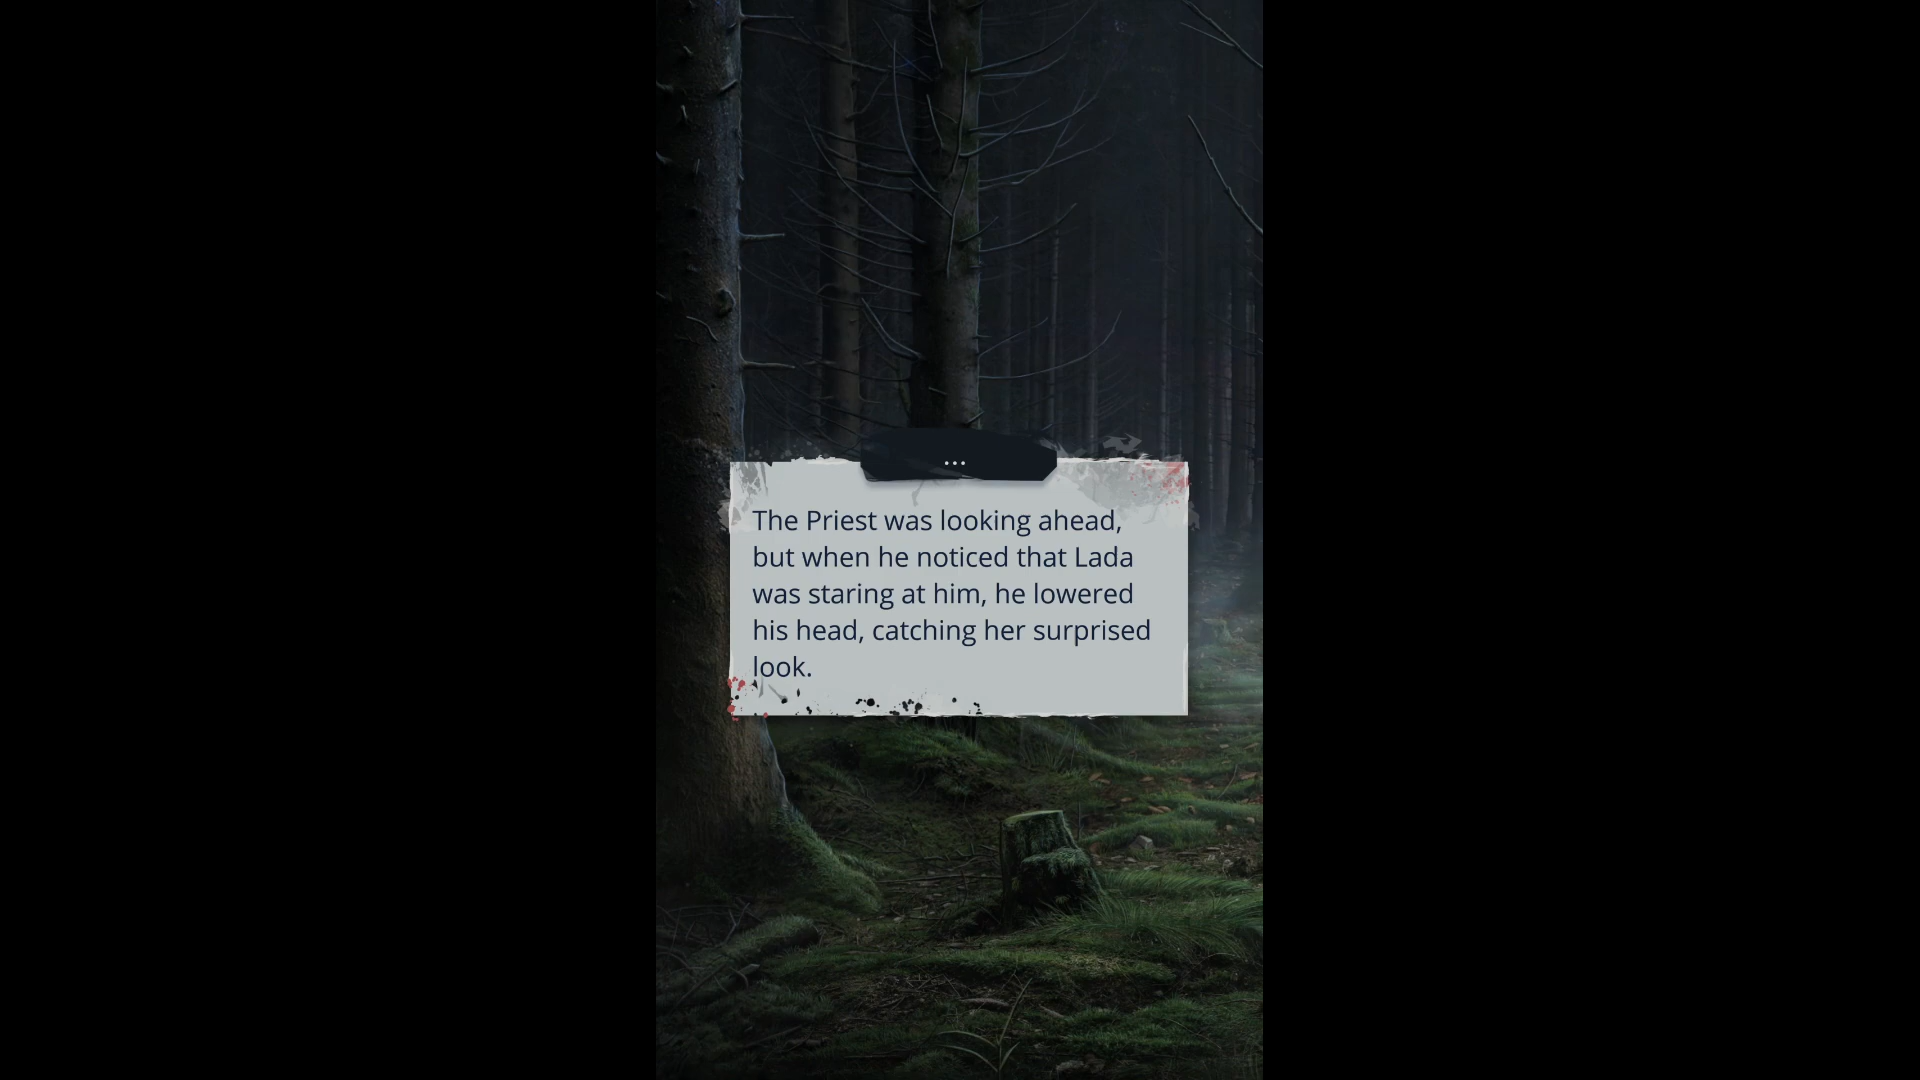 ...
The Priest was looking ahead,
but when he noticed that Lada
was staring at him, he lowered
his head, catching her surprised
look.